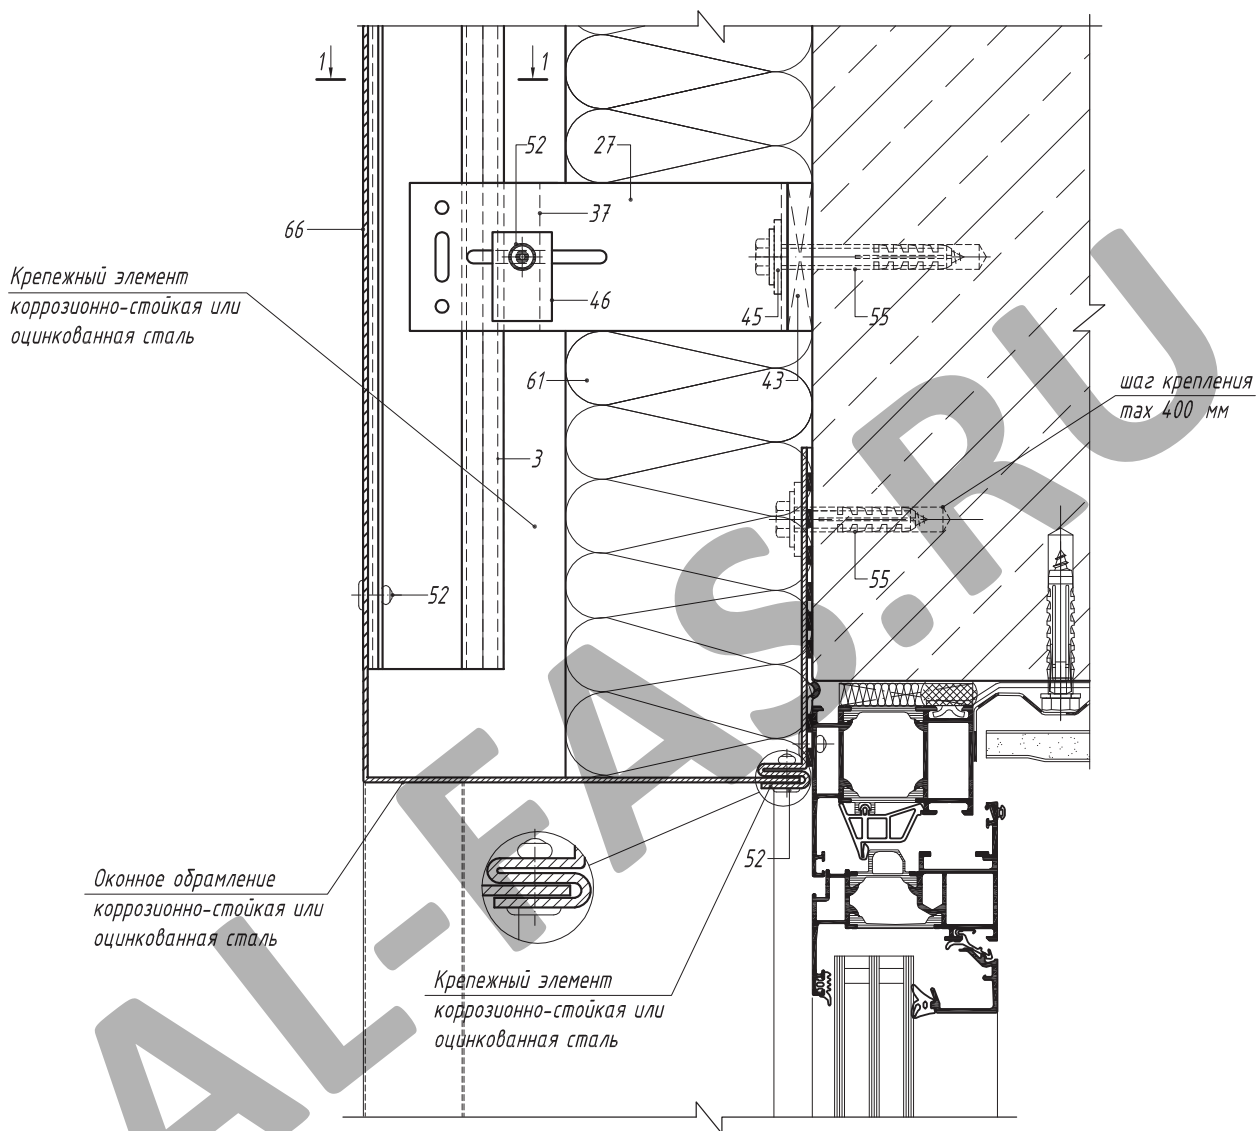 1
1
52
27
37
66
Крепежный элемент
коррозионно-стойкая или
оцинкованная сталь
46
45
55
61
43
шаг крепления
max 400 мм
3
55
52
52
Оконное обрамление
коррозионно-стойкая или
оцинкованная сталь
Крепежный элемент
коррозионно-стойкая или
оцинкованная сталь
AL-FAS.RU